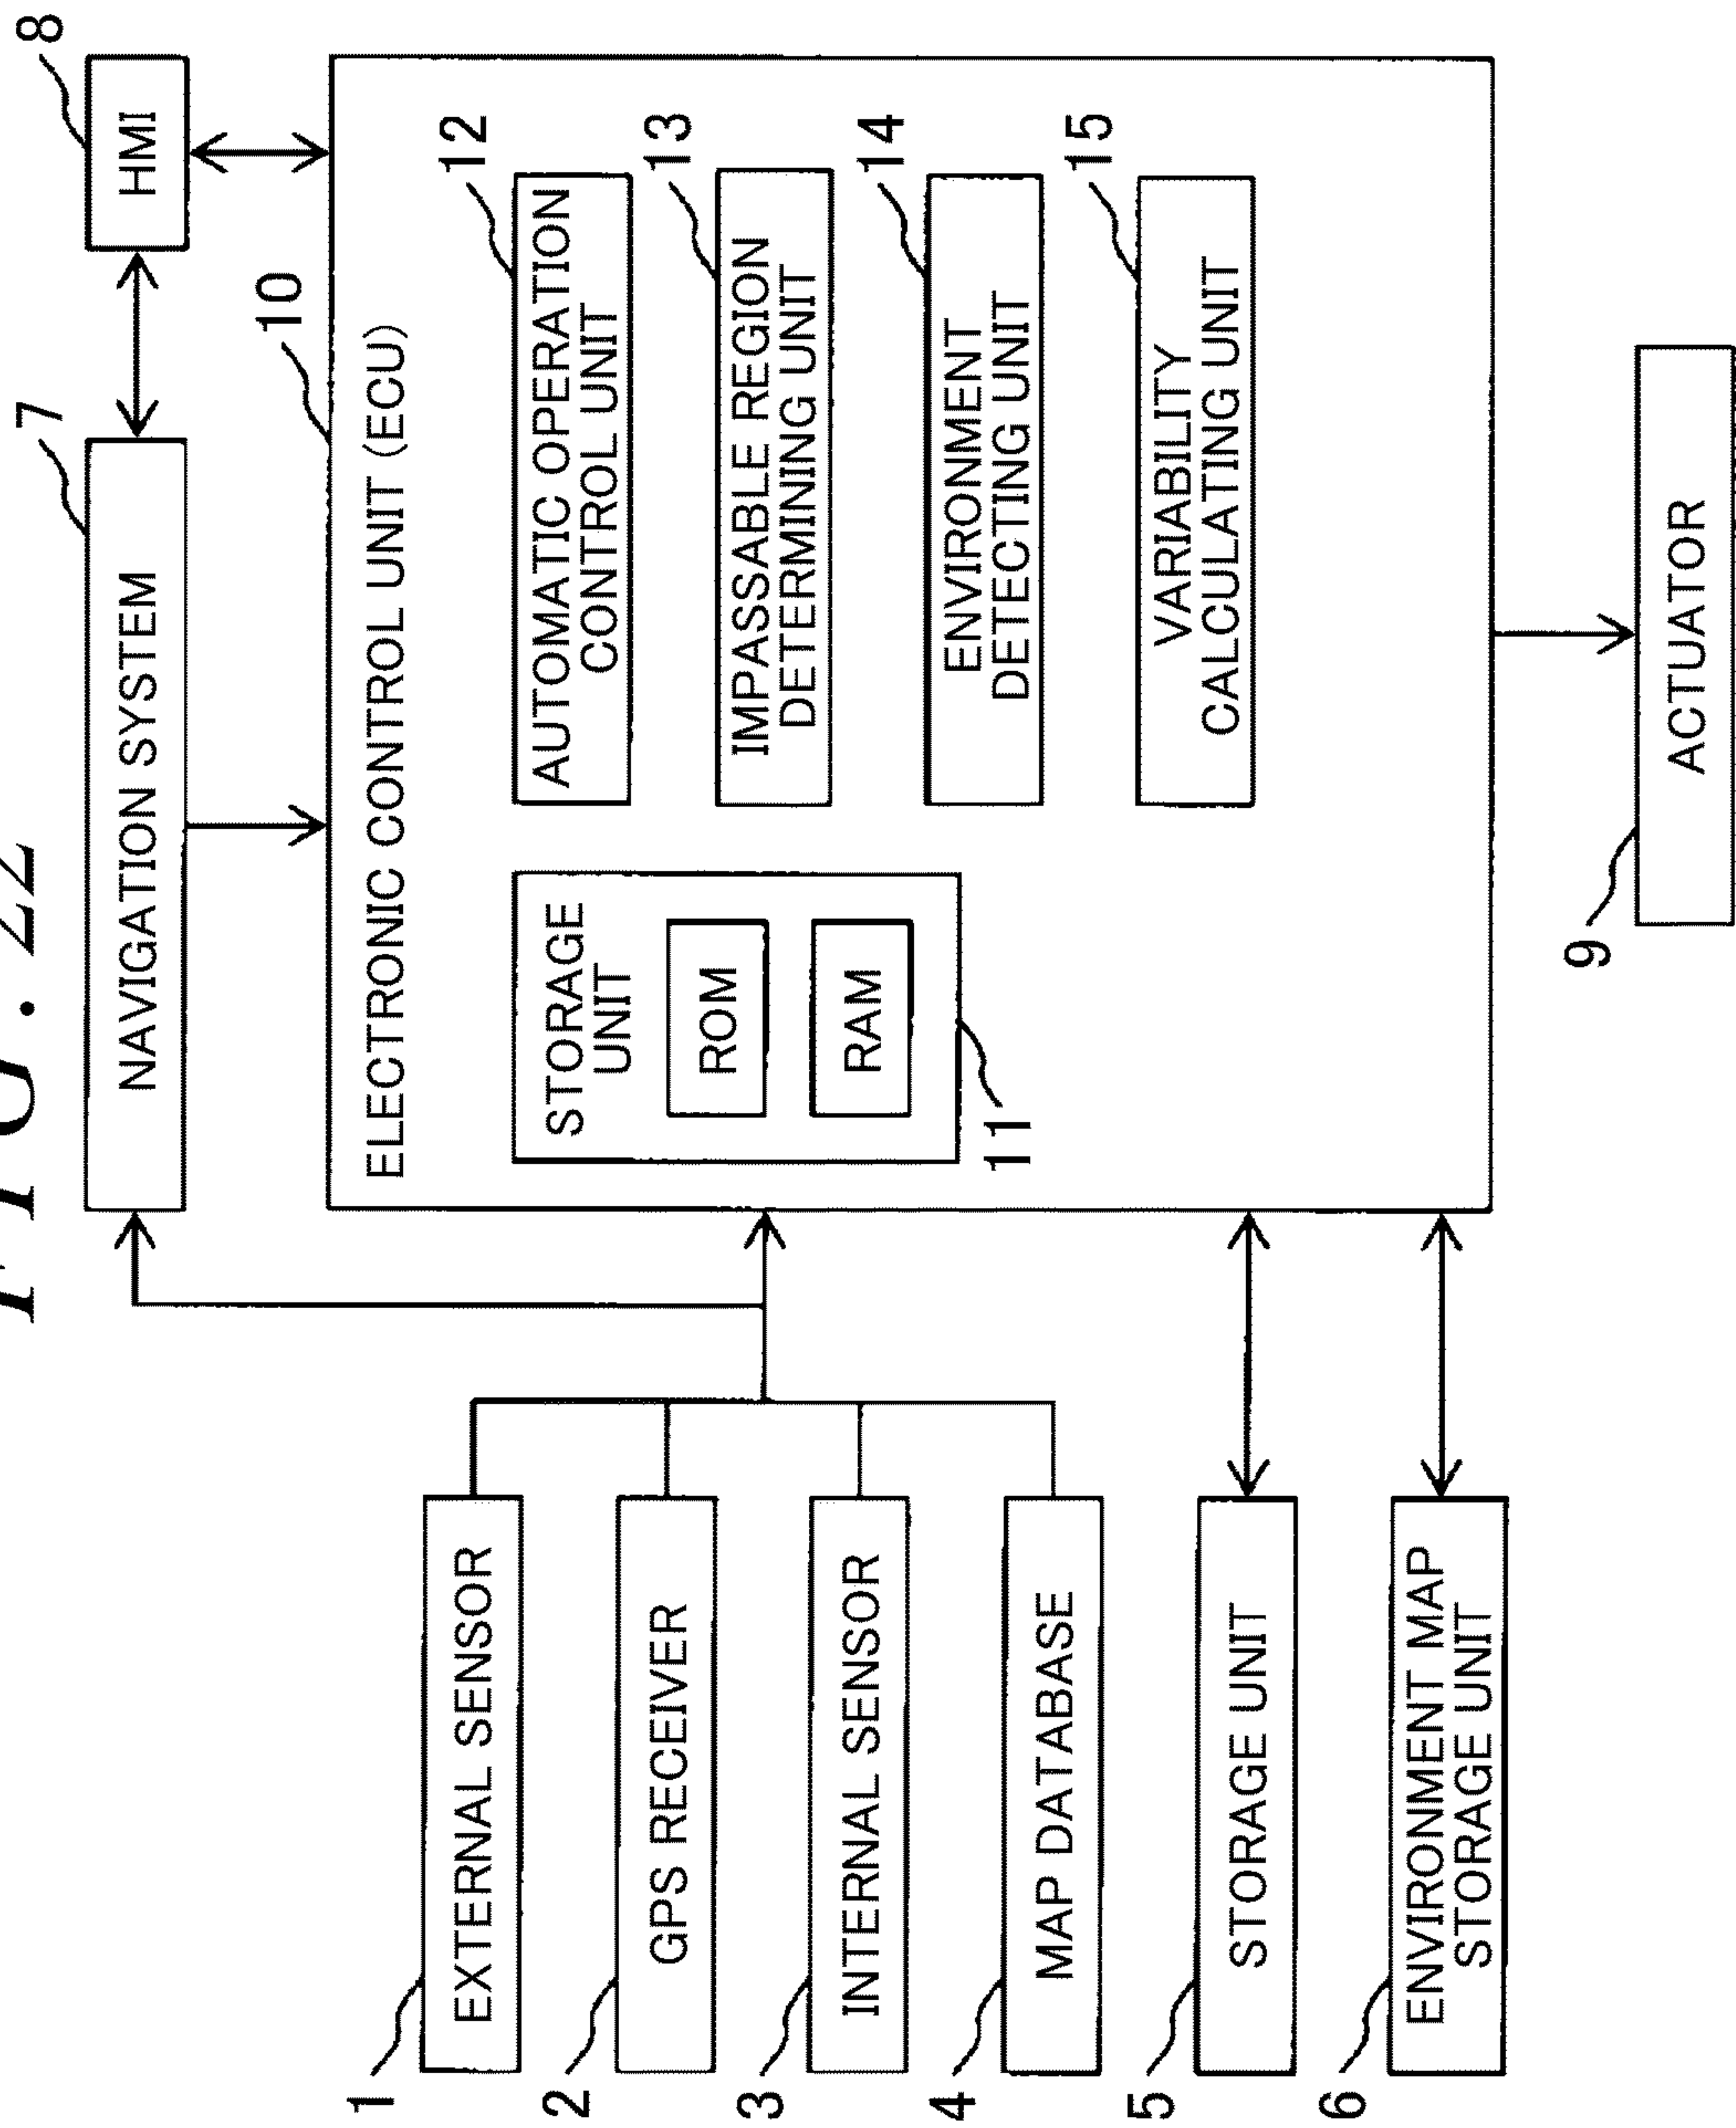 FIG. 22
8
HMI
7
NAVIGATION SYSTEM
10
ELECTRONIC CONTROL UNIT (ECU)
STORAGE
UNIT
ROM
RAM
11
12
AUTOMATIC OPERATION
CONTROL UNIT
13
IMPASSABLE REGION
DETERMINING UNIT
14
ENVIRONMENT
DETECTING UNIT
15
VARIABILITY
CALCULATING UNIT
1
EXTERNAL SENSOR
2
GPS RECEIVER
3
INTERNAL SENSOR
4
MAP DATABASE
5
STORAGE UNIT
6
ENVIRONMENT MAP
STORAGE UNIT
9
ACTUATOR